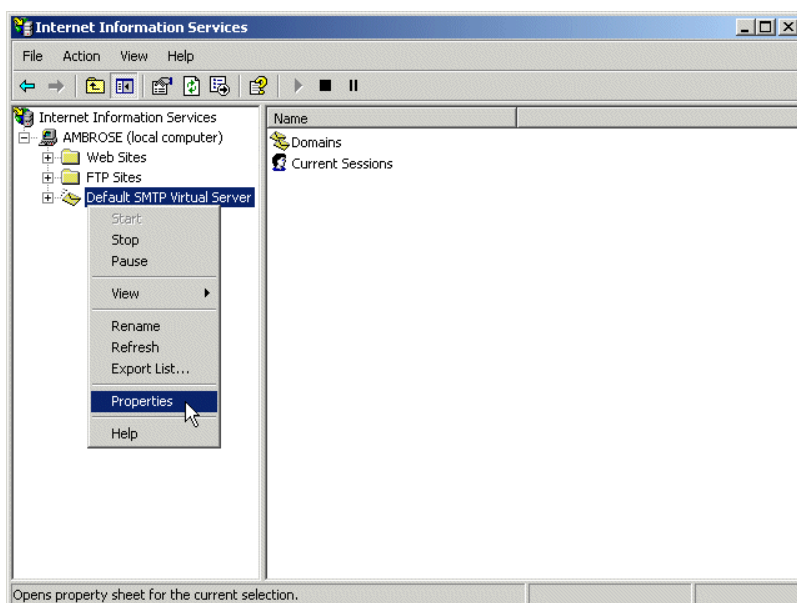 Internet Information Services
File Action View Help
Internet Information Services
AMBROSE (local computer)
Web Sites
FTP Sites
Default SMTP Virtual Server
Start
Stop
Pause
View
Rename
Refresh
Export List...
Properties
Help
Name
Domains
Current Sessions
Opens property sheet for the current selection.